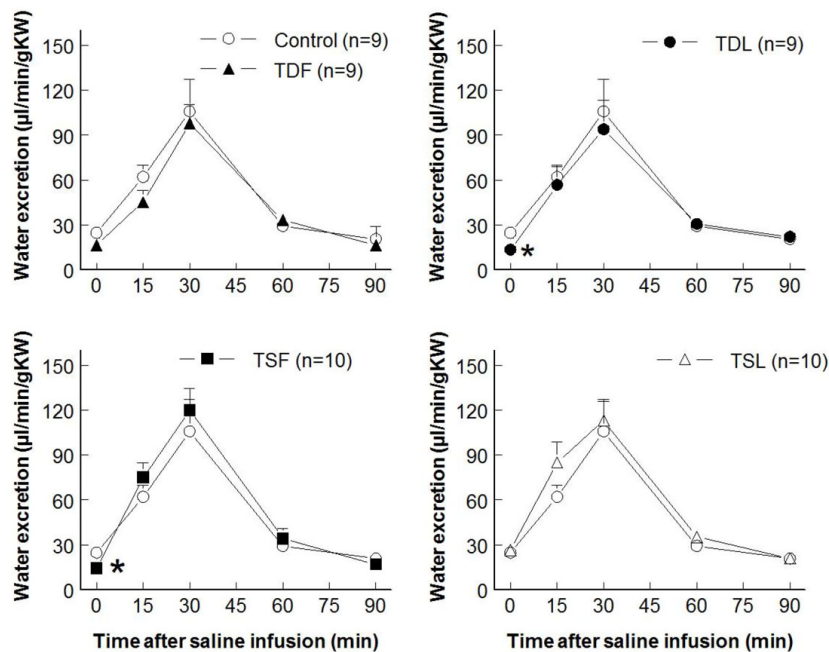 Water excretion (µl/min/gKW)
150
120
90
60
30
0
Control (n=9)
TDF (n=9)
0 15 30 45 60 75 90
Water excretion (µl/min/gKW)
150
120
90
60
30
0
TDL (n=9)
*
0 15 30 45 60 75 90
Water excretion (µl/min/gKW)
150
120
90
60
30
0
TSF (n=10)
*
0 15 30 45 60 75 90
Time after saline infusion (min)
Water excretion (µl/min/gKW)
150
120
90
60
30
0
TSL (n=10)
0 15 30 45 60 75 90
Time after saline infusion (min)